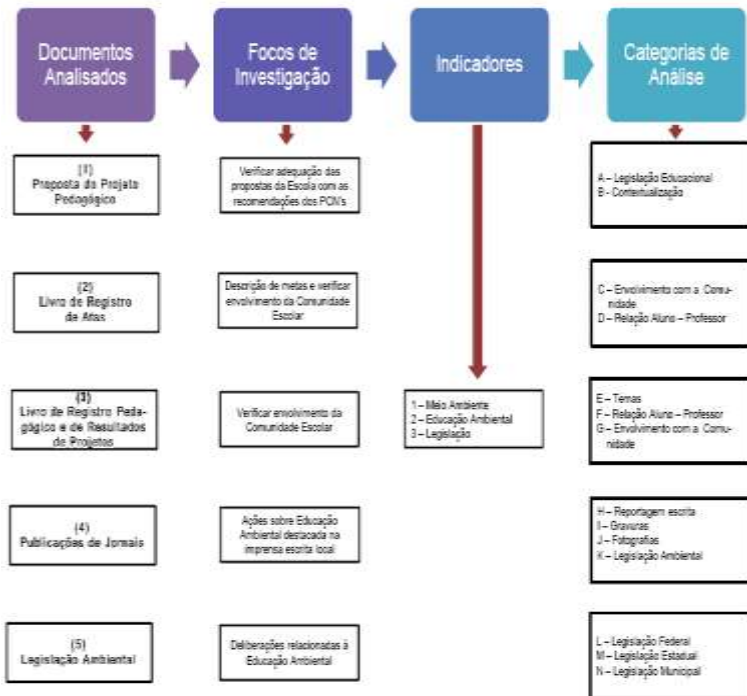 Documentos
Analisados
Focos de
Investigação
Indicadores
Categorias de
Análise
(1)
Proposta do Projeto
Pedagógico
Verificar adequação das
propostas da Escola com as
recomendações dos PCN's
A – Legislação Educacional
B - Contextualização
(2)
Livro de Registro
de Atas
Descrição de metas e verificar
envolvimento da Comunidade
Escolar
C – Envolvimento com a Comu-
nidade
D – Relação Aluno – Professor
(3)
Livro de Registro Peda-
gógico e de Resultados
de Projetos
Verificar envolvimento da
Comunidade Escolar
1 – Meio Ambiente
2 – Educação Ambiental
3 – Legislação
E – Temas
F – Relação Aluno – Professor
G – Envolvimento com a Comu-
nidade
(4)
Publicações de Jornais
Ações sobre Educação
Ambiental destacada na
imprensa escrita local
H – Reportagem escrita
I – Gravuras
J – Fotografias
K – Legislação Ambiental
(5)
Legislação Ambiental
Deliberações relacionadas à
Educação Ambiental
L – Legislação Federal
M – Legislação Estadual
N – Legislação Municipal